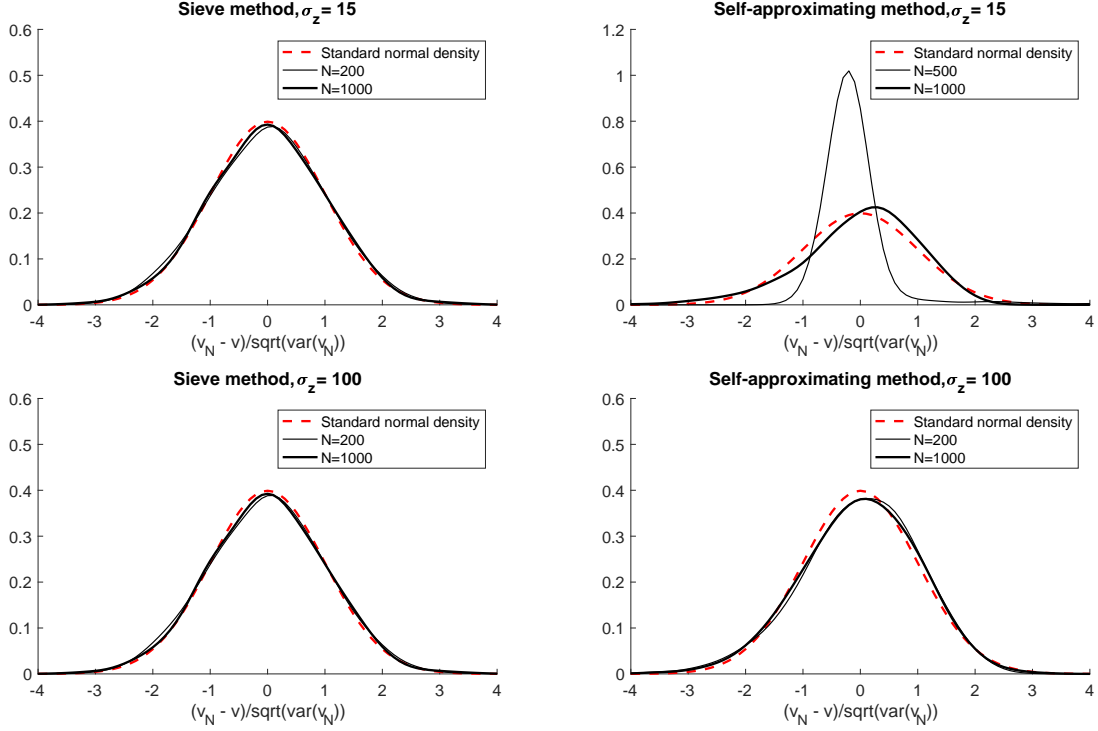 Sieve method, σz = 15
0.6
0.5
0.4
0.3
0.2
0.1
0
Standard normal density
N=200
N=1000
-4 -3 -2 -1 0 1 2 3 4
(vN - v)/sqrt(var(vN))
Self-approximating method, σz = 15
1.2
1
0.8
0.6
0.4
0.2
0
Standard normal density
N=500
N=1000
-4 -3 -2 -1 0 1 2 3 4
(vN - v)/sqrt(var(vN))
Sieve method, σz = 100
0.6
0.5
0.4
0.3
0.2
0.1
0
Standard normal density
N=200
N=1000
-4 -3 -2 -1 0 1 2 3 4
(vN - v)/sqrt(var(vN))
Self-approximating method, σz = 100
0.6
0.5
0.4
0.3
0.2
0.1
0
Standard normal density
N=200
N=1000
-4 -3 -2 -1 0 1 2 3 4
(vN - v)/sqrt(var(vN))